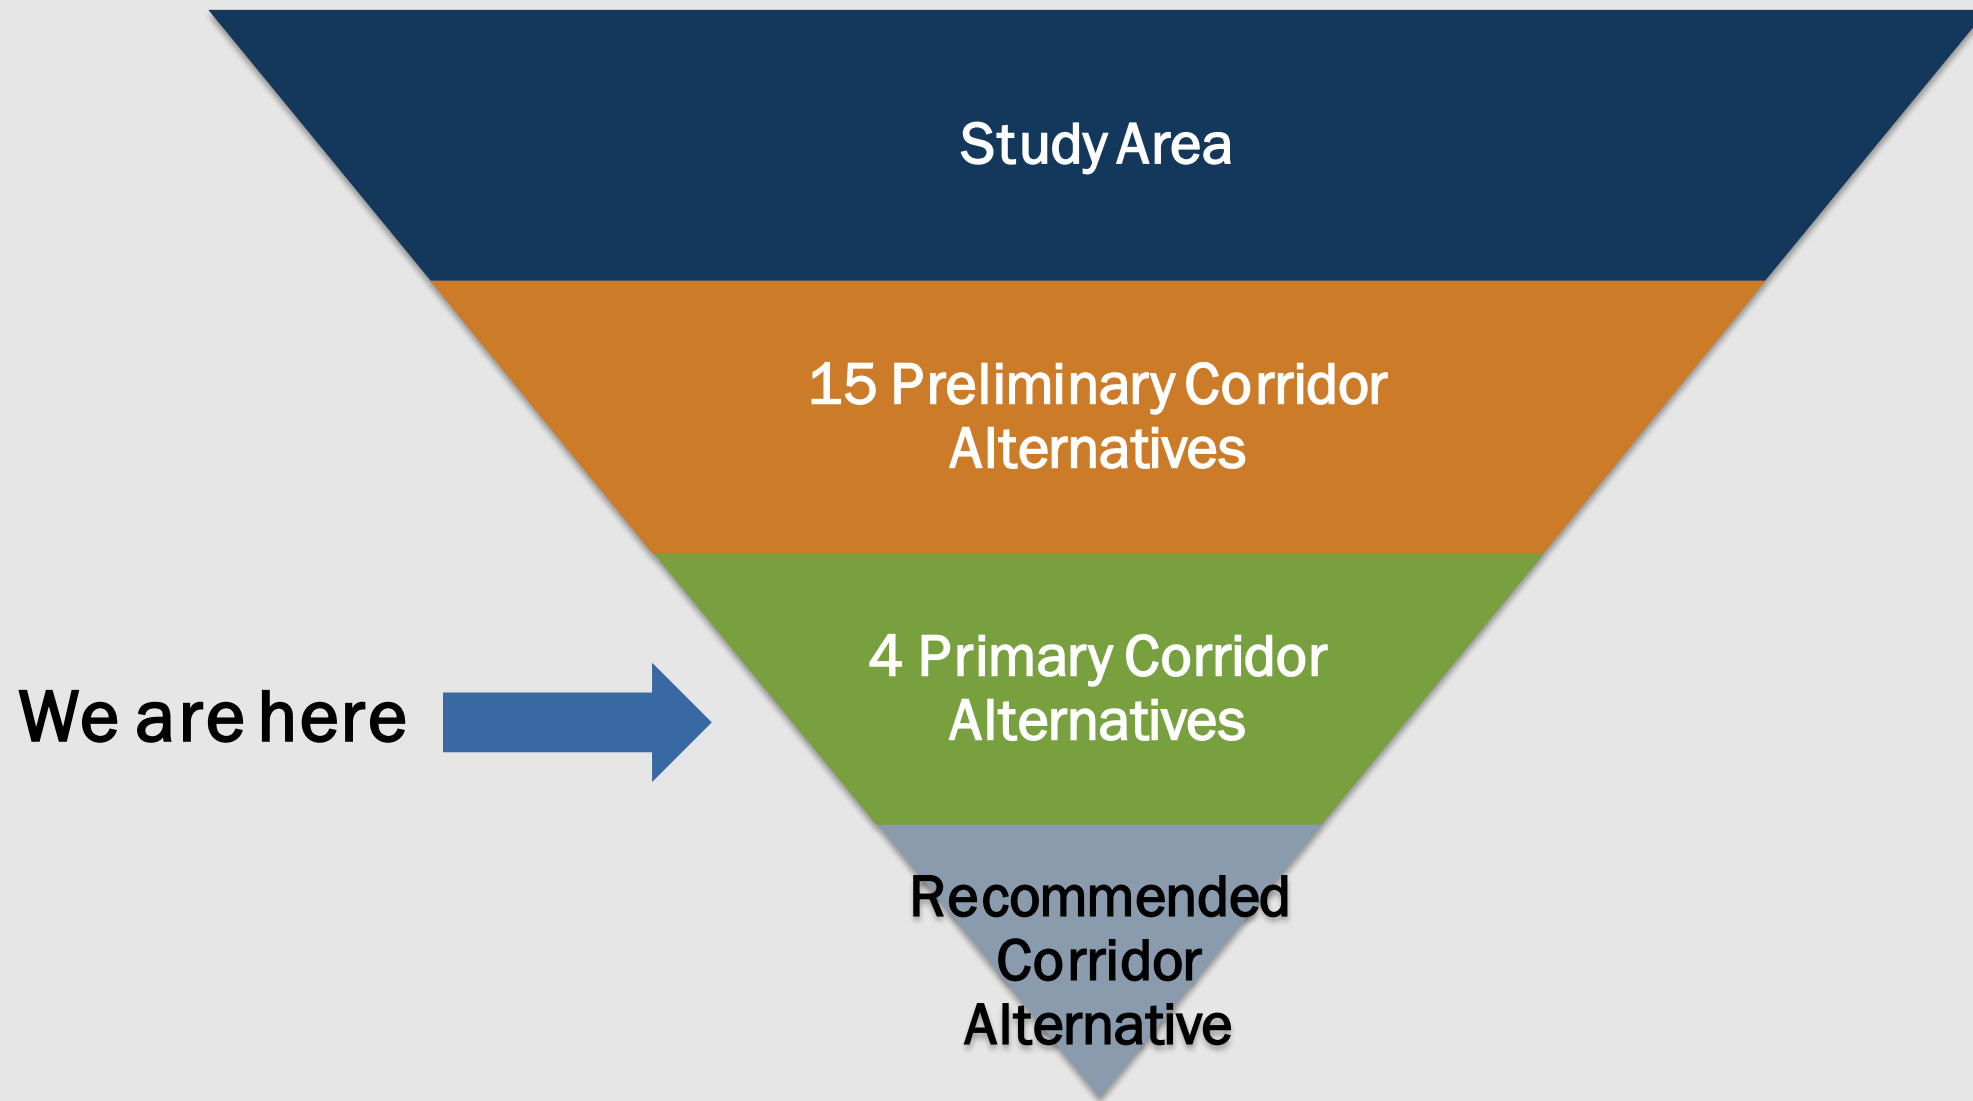 Study Area
15 Preliminary Corridor
Alternatives
4 Primary Corridor
Alternatives
We are here
Recommended
Corridor
Alternative